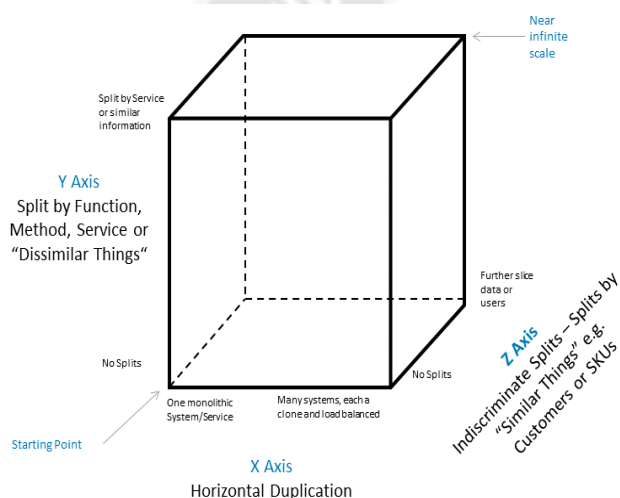 Near
infinite
scale
Split by Service
or similar
information
Y Axis
Split by Function,
Method, Service or
“Dissimilar Things“
Further slice
data or
users
Z Axis
Indiscriminate Splits – Splits by
“Similar Things” e.g.
Customers or SKUs
No Splits
No Splits
One monolithic
System/Service
Many systems, each a
clone and load balanced
Starting Point
X Axis
Horizontal Duplication